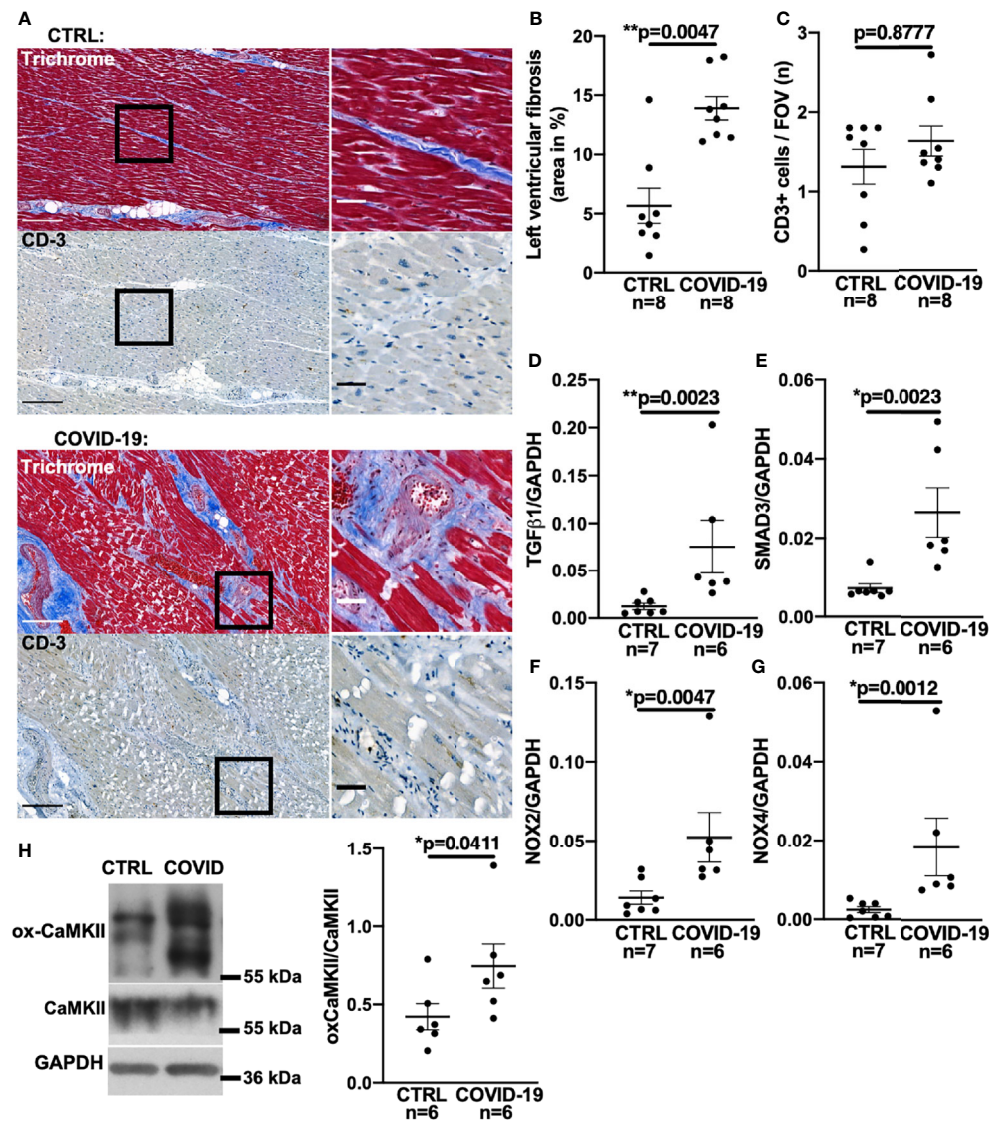 A
CTRL:
Trichrome
CD-3
COVID-19:
Trichrome
CD-3
B
**p=0.0047
Left ventricular fibrosis
(area in %)
20
15
10
5
0
CTRL COVID-19
n=8 n=8
C
p=0.8777
CD3+ cells / FOV (n)
3
2
1
0
CTRL COVID-19
n=8 n=8
D
**p=0.0023
TGFβ1/GAPDH
0.25
0.20
0.15
0.10
0.05
0.00
CTRL COVID-19
n=7 n=6
E
*p=0.0023
SMAD3/GAPDH
0.06
0.04
0.02
0.00
CTRL COVID-19
n=7 n=6
F
*p=0.0047
NOX2/GAPDH
0.15
0.10
0.05
0.00
CTRL COVID-19
n=7 n=6
G
*p=0.0012
NOX4/GAPDH
0.06
0.04
0.02
0.00
CTRL COVID-19
n=7 n=6
H
CTRL COVID
ox-CaMKII
55 kDa
CaMKII
55 kDa
GAPDH
36 kDa
*p=0.0411
oxCaMKII/CaMKII
1.5
1.0
0.5
0.0
CTRL COVID-19
n=6 n=6